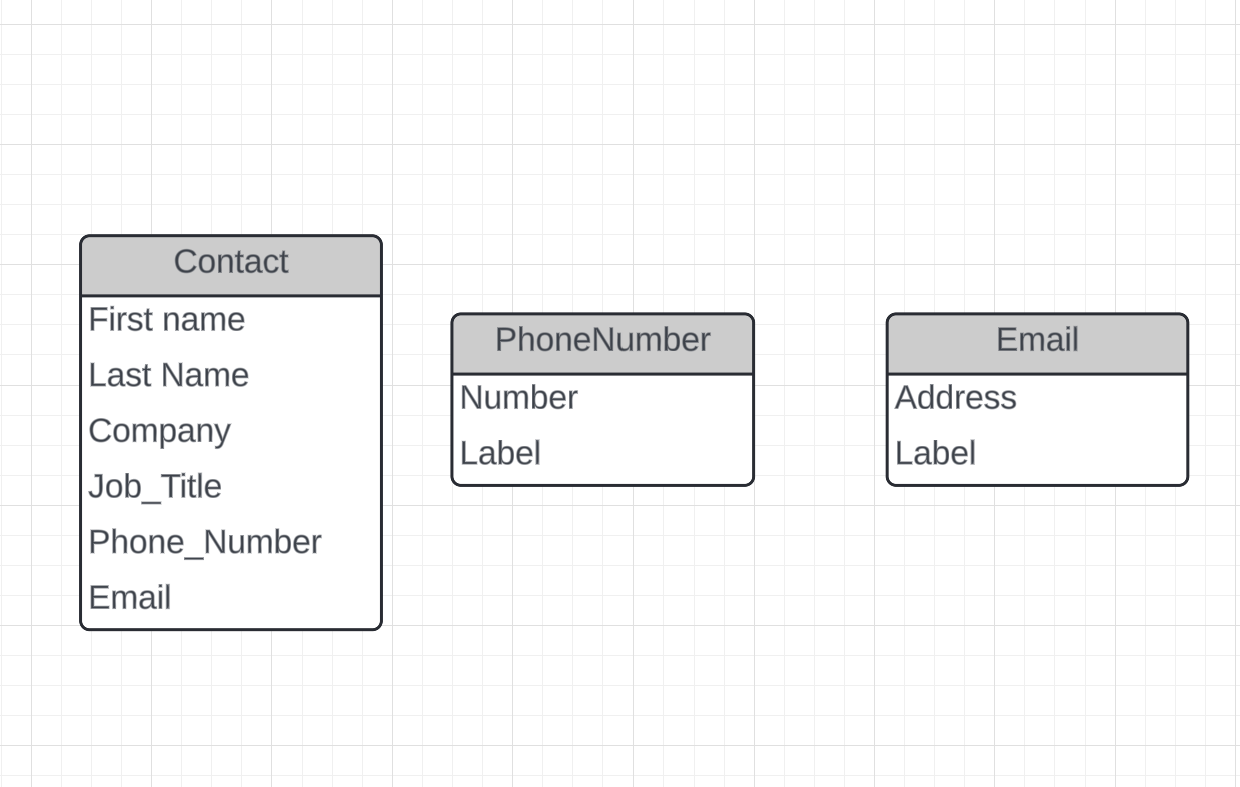 Contact
First name
Last Name
Company
Job_Title
Phone_Number
Email
PhoneNumber
Number
Label
Email
Address
Label